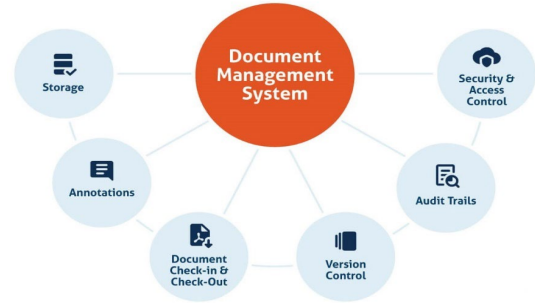 Document
Management
System
Storage
Annotations
Document
Check-in &
Check-Out
Version
Control
Audit Trails
Security &
Access
Control